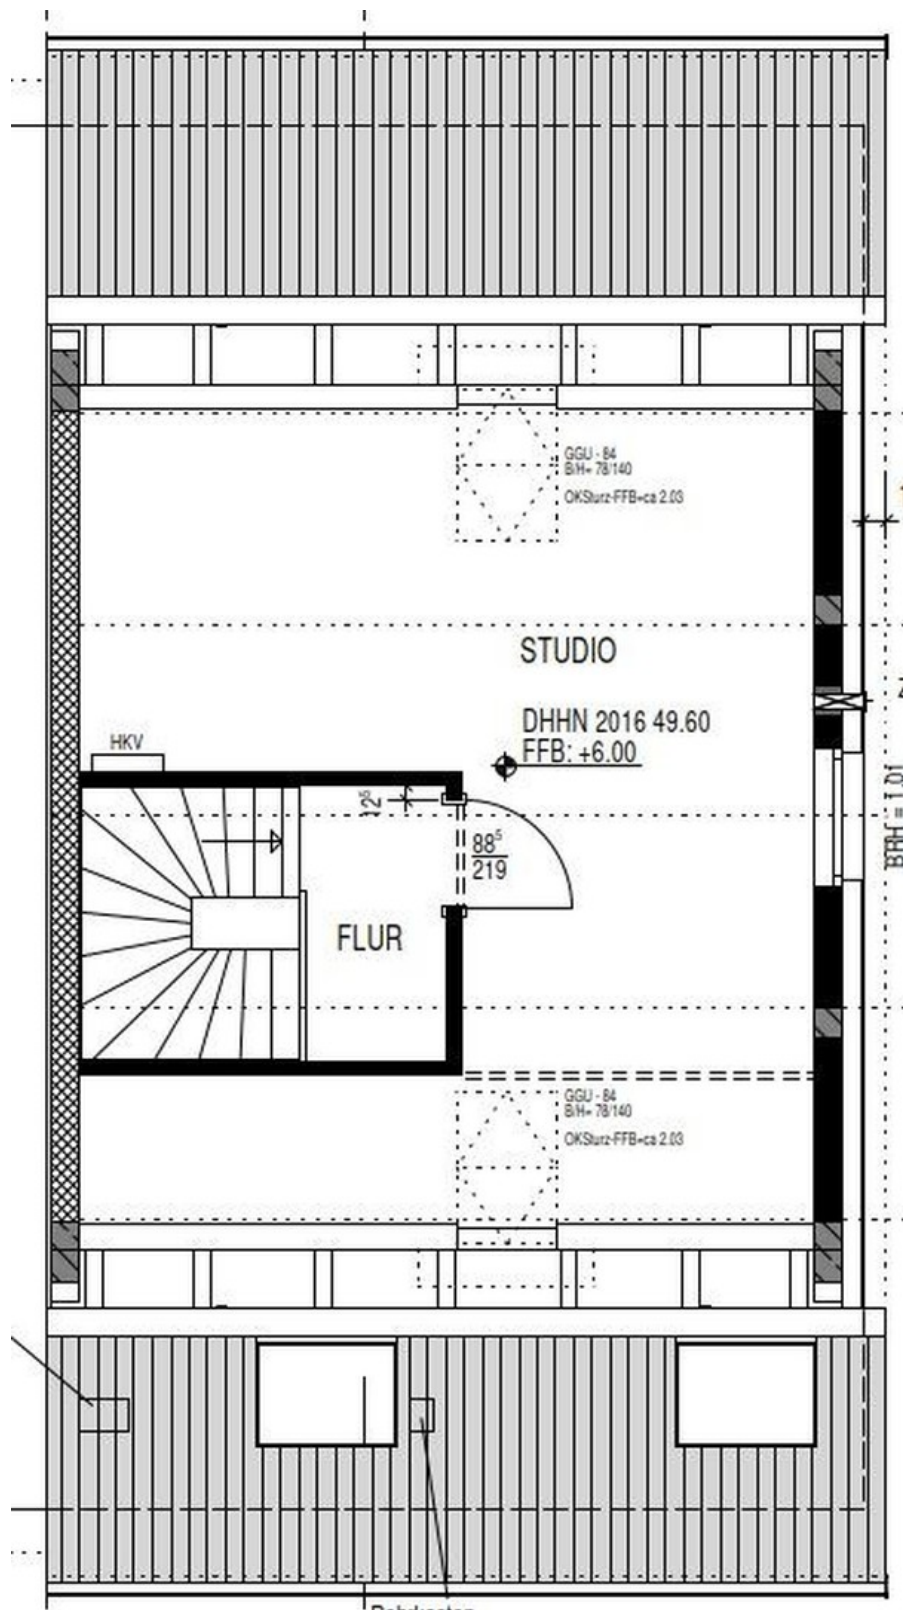 GGU - 84
B/H= 78/140
OKSturz-FFB=ca 2.03
STUDIO
DHHN 2016 49.60
FFB: +6.00
HKV
12⁵
88⁵
219
BRH = 1.01
FLUR
GGU - 84
B/H= 78/140
OKSturz-FFB=ca 2.03